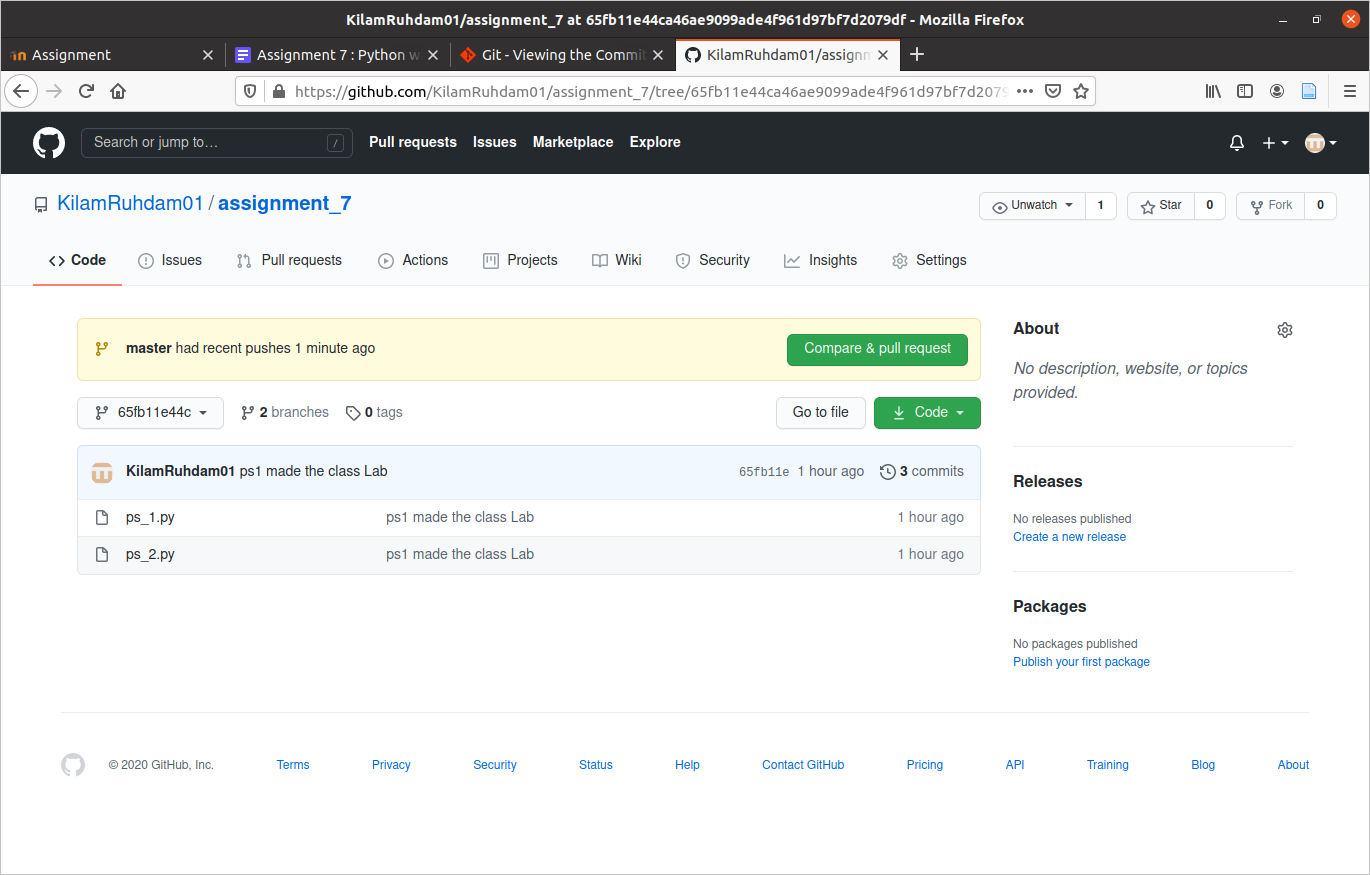 KilamRuhdam01/assignment_7 at 65fb11e44ca46ae9099ade4f961d97bf7d2079df - Mozilla Firefox
Assignment
Assignment 7 : Python w
Git - Viewing the Commit
KilamRuhdam01/assignm
https://github.com/KilamRuhdam01/assignment_7/tree/65fb11e44ca46ae9099ade4f961d97bf7d2079
Search or jump to…
/
Pull requests
Issues
Marketplace
Explore
KilamRuhdam01 / assignment_7
Unwatch
1
Star
0
Fork
0
Code
Issues
Pull requests
Actions
Projects
Wiki
Security
Insights
Settings
master had recent pushes 1 minute ago
Compare & pull request
65fb11e44c
2 branches
0 tags
Go to file
Code
KilamRuhdam01 ps1 made the class Lab
65fb11e 1 hour ago
3 commits
ps_1.py
ps1 made the class Lab
1 hour ago
ps_2.py
ps1 made the class Lab
1 hour ago
About
No description, website, or topics
provided.
Releases
No releases published
Create a new release
Packages
No packages published
Publish your first package
© 2020 GitHub, Inc.
Terms
Privacy
Security
Status
Help
Contact GitHub
Pricing
API
Training
Blog
About